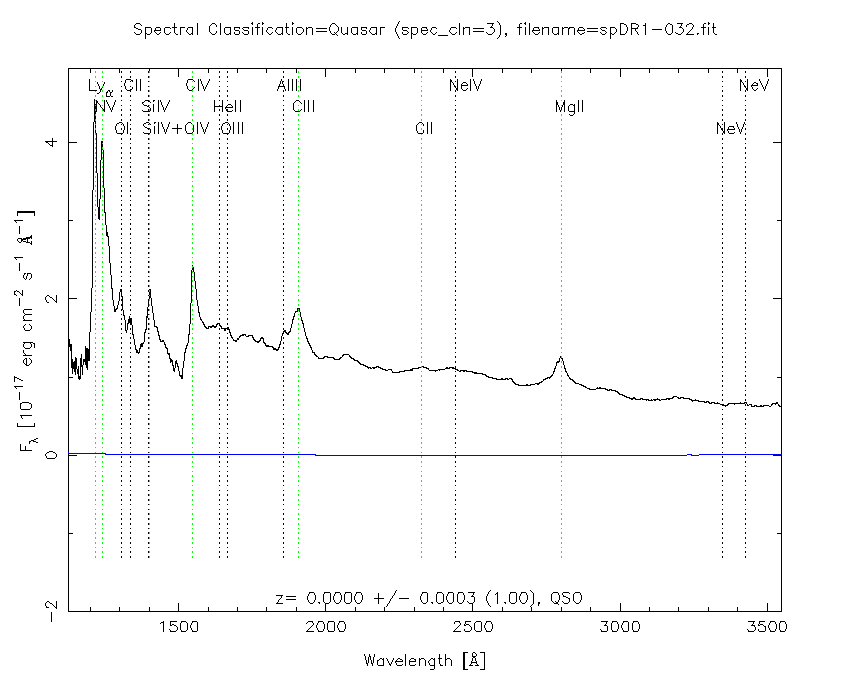 Spectral Classification=Quasar (spec_cln=3), filename=spDR1-032.fit
Lyα CII CIV AlIII NeIV NeV
NV SiIV HeII CIII MgII
OI SiIV+OIV OIII CII NeV
4
2
0
-2
F_λ [10^-17 erg cm^-2 s^-1 Å^-1]
z= 0.0000 +/- 0.0003 (1.00), QSO
1500 2000 2500 3000 3500
Wavelength [Å]